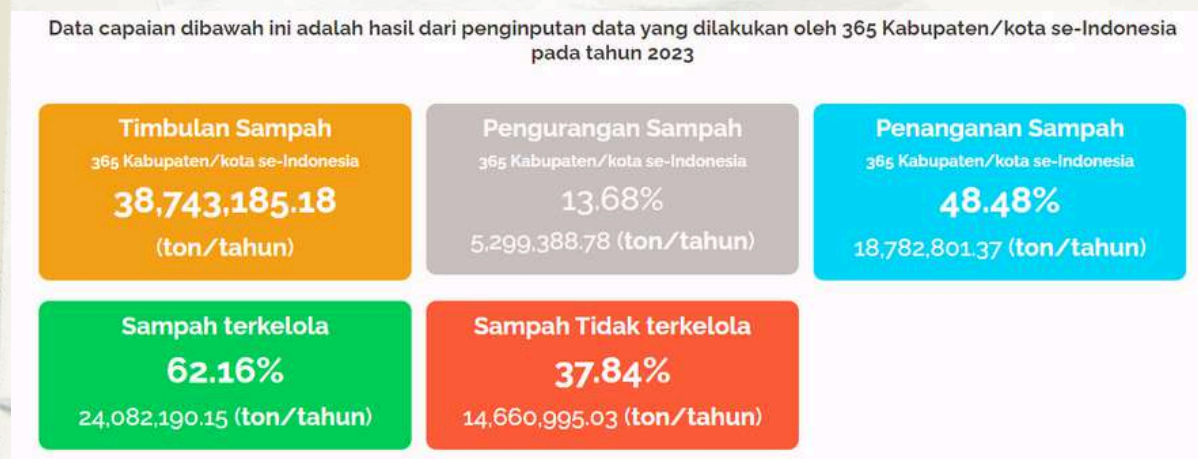 Data capaian dibawah ini adalah hasil dari penginputan data yang dilakukan oleh 365 Kabupaten/kota se-Indonesia
pada tahun 2023
Timbulan Sampah
365 Kabupaten/kota se-Indonesia
38,743,185.18
(ton/tahun)
Pengurangan Sampah
365 Kabupaten/kota se-Indonesia
13.68%
5,299,388.78 (ton/tahun)
Penanganan Sampah
365 Kabupaten/kota se-Indonesia
48.48%
18,782,801.37 (ton/tahun)
Sampah terkelola
62.16%
24,082,190.15 (ton/tahun)
Sampah Tidak terkelola
37.84%
14,660,995.03 (ton/tahun)